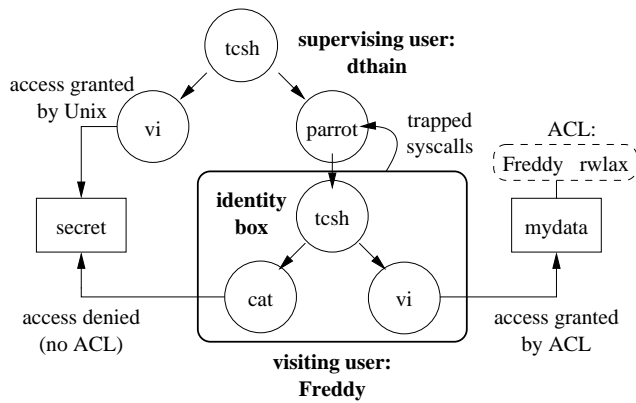 tcsh
supervising user:
dthain
access granted
by Unix
vi
parrot
trapped
syscalls
ACL:
Freddy rwlax
identity
box
tcsh
secret
mydata
cat
vi
access denied
(no ACL)
access granted
by ACL
visiting user:
Freddy